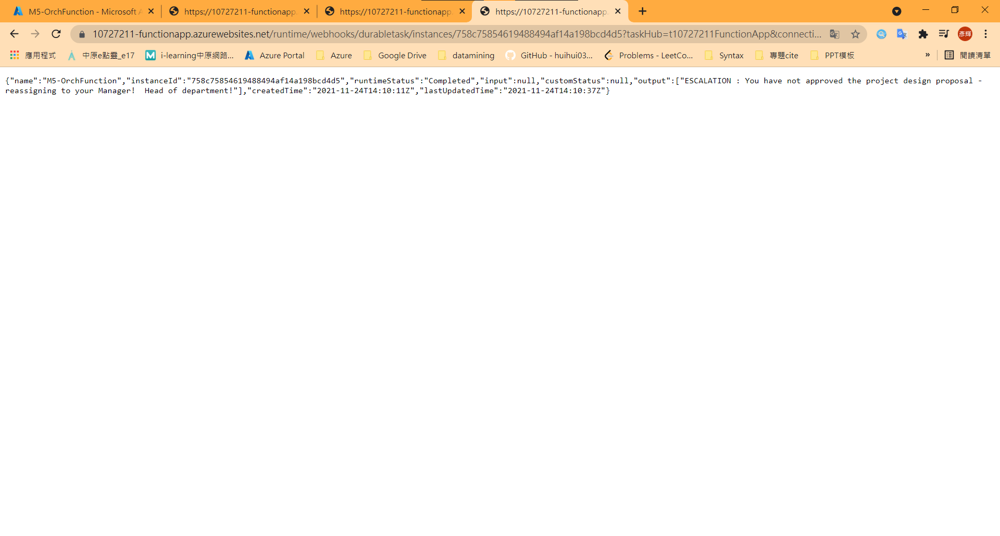 M5-OrchFunction - Microsoft A
https://10727211-functionapp.
https://10727211-functionapp.
https://10727211-functionapp.
10727211-functionapp.azurewebsites.net/runtime/webhooks/durabletask/instances/758c75854619488494af14a198bcd4d5?taskHub=t10727211FunctionApp&connecti...
彥輝
應用程式 中原e點靈_e17 i-learning中原網路... Azure Portal Azure Google Drive datamining GitHub - huihui03... Problems - LeetCo... Syntax 專題cite PPT模板 » 閱讀清單
{"name":"M5-OrchFunction","instanceId":"758c75854619488494af14a198bcd4d5","runtimeStatus":"Completed","input":null,"customStatus":null,"output":["ESCALATION : You have not approved the project design proposal -
reassigning to your Manager!  Head of department!"],"createdTime":"2021-11-24T14:10:11Z","lastUpdatedTime":"2021-11-24T14:10:37Z"}